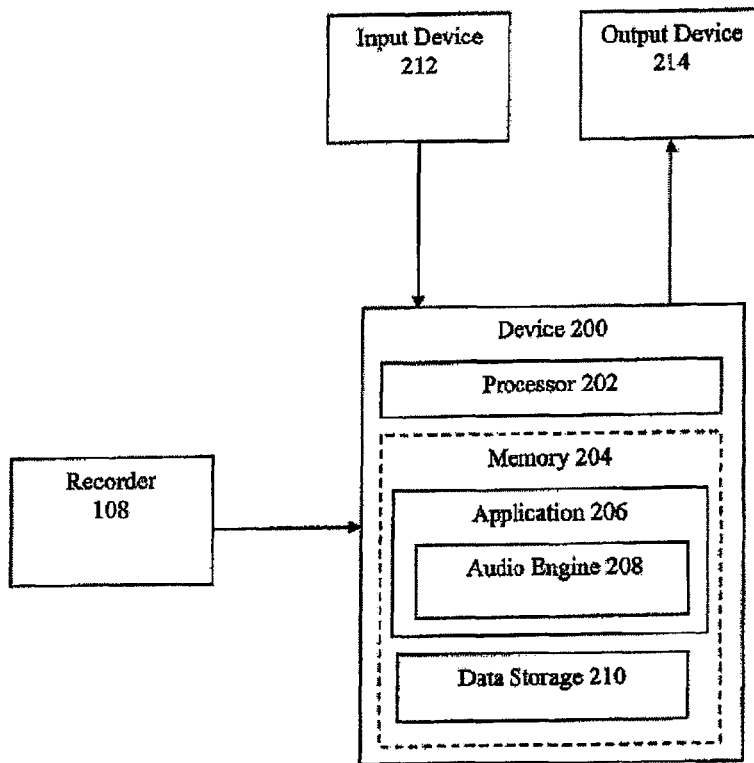 Input Device
212
Output Device
214
Device 200
Processor 202
Recorder
108
Memory 204
Application 206
Audio Engine 208
Data Storage 210